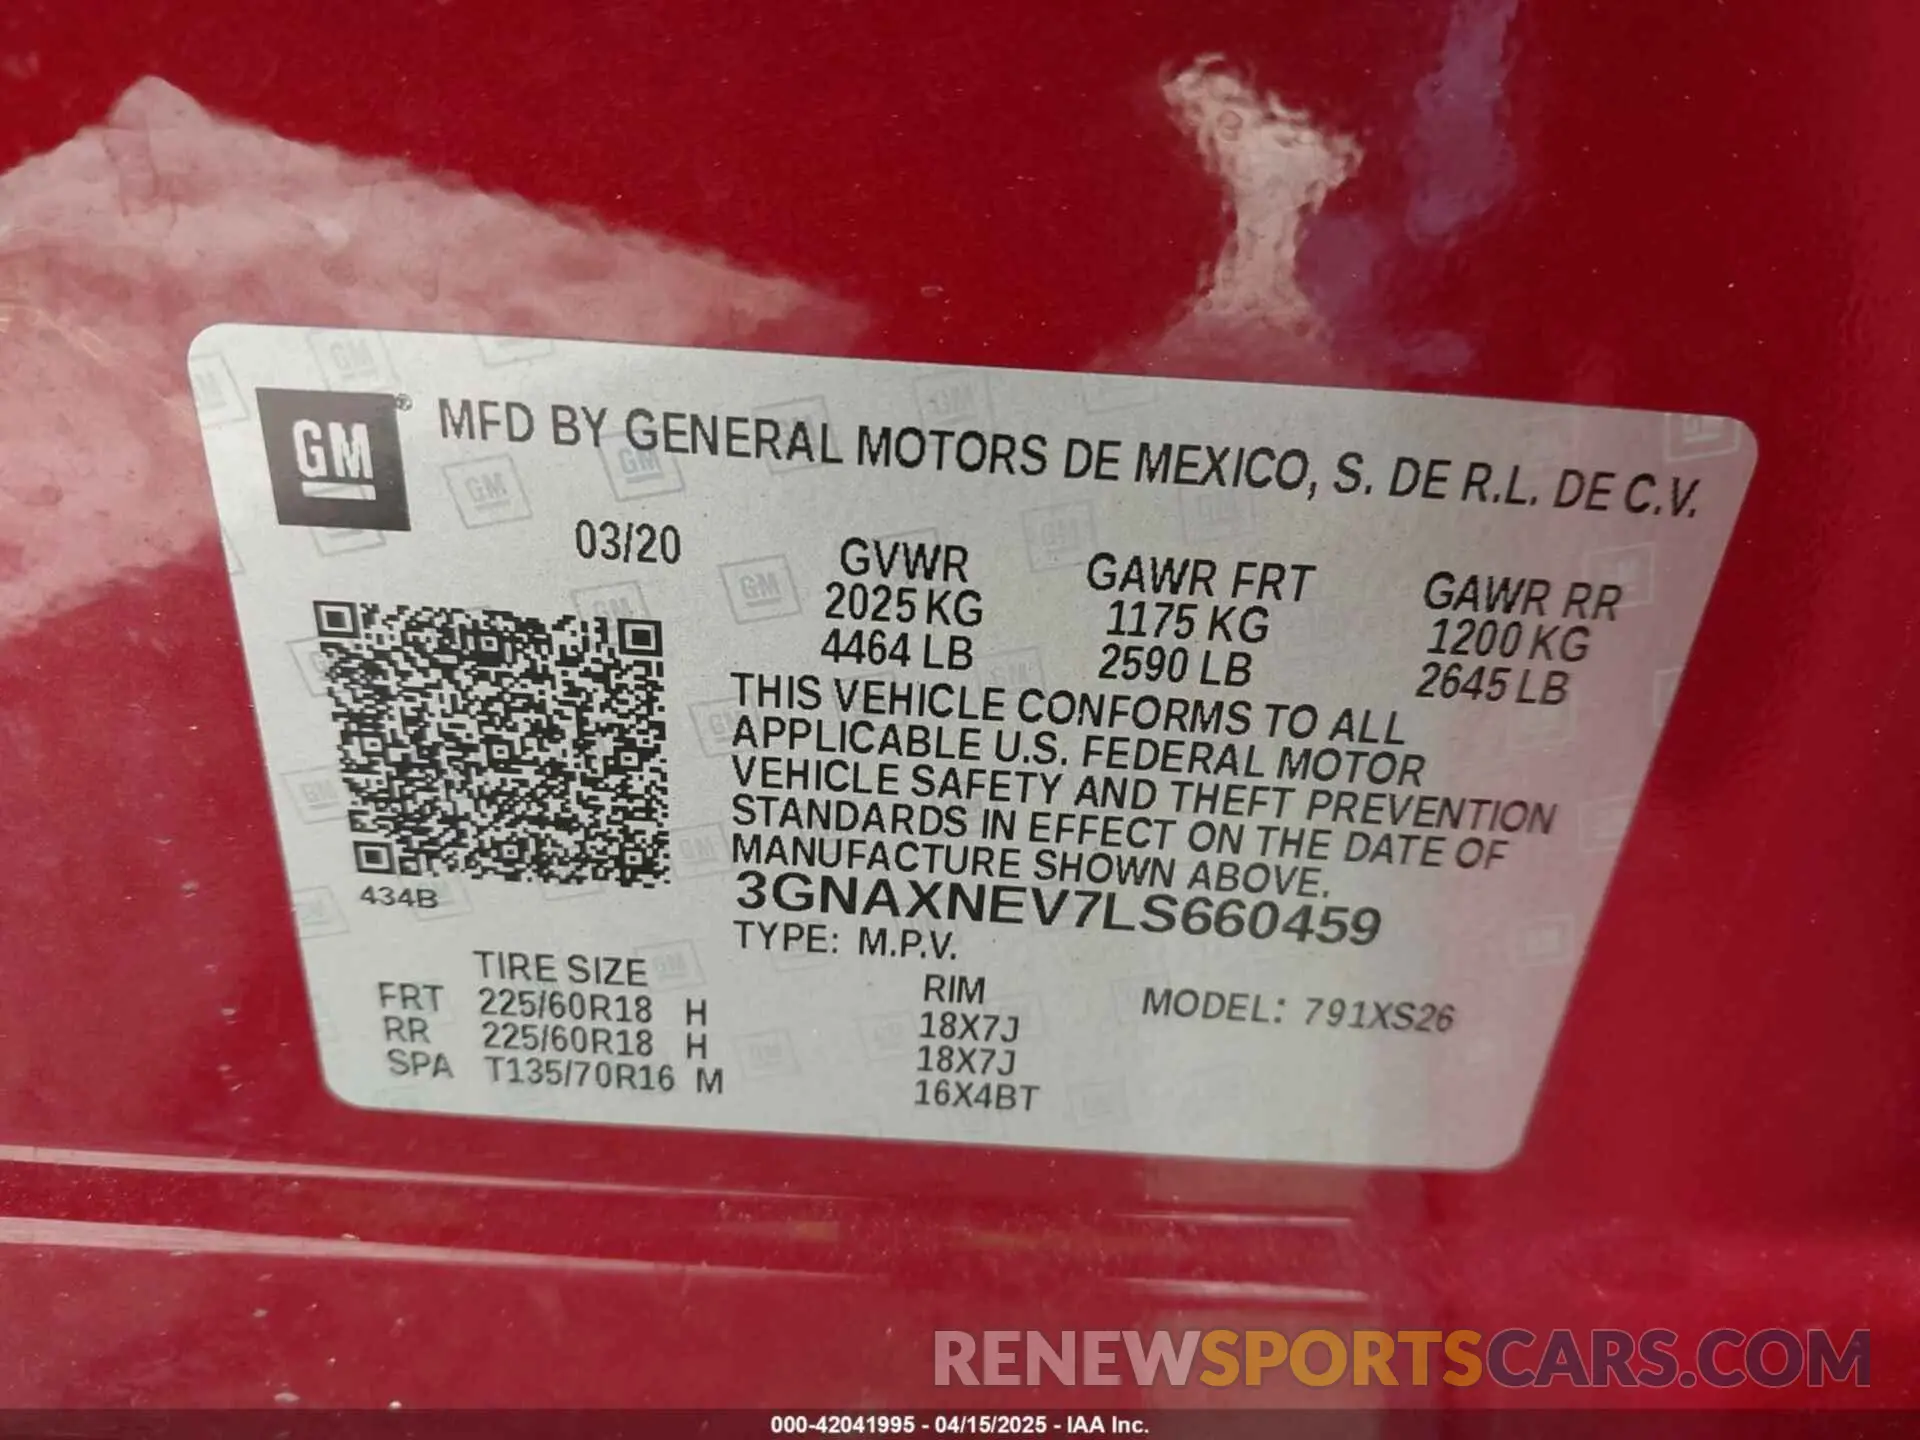 GM® MFD BY GENERAL MOTORS DE MEXICO, S. DE R.L. DE C.V.
03/20
GVWR GAWR FRT GAWR RR
2025 KG 1175 KG 1200 KG
4464 LB 2590 LB 2645 LB
THIS VEHICLE CONFORMS TO ALL
APPLICABLE U.S. FEDERAL MOTOR
VEHICLE SAFETY AND THEFT PREVENTION
STANDARDS IN EFFECT ON THE DATE OF
MANUFACTURE SHOWN ABOVE.
434B
3GNAXNEV7LS660459
TYPE: M.P.V.
TIRE SIZE RIM MODEL: 791XS26
FRT 225/60R18 H 18X7J
RR 225/60R18 H 18X7J
SPA T135/70R16 M 16X4BT
RENEWSPORTSCARS.COM
000-42041995 - 04/15/2025 - IAA Inc.